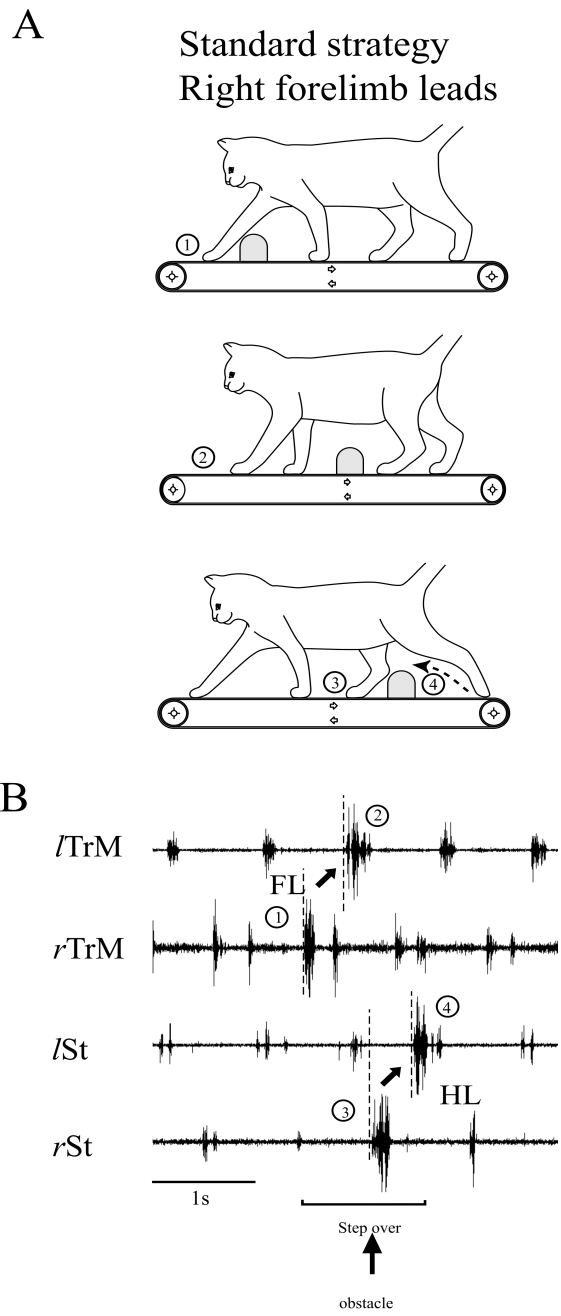 A
Standard strategy
Right forelimb leads
1
2
3
4
B
lTrM
2
FL
1
rTrM
4
lSt
HL
3
rSt
1s
Step over
obstacle